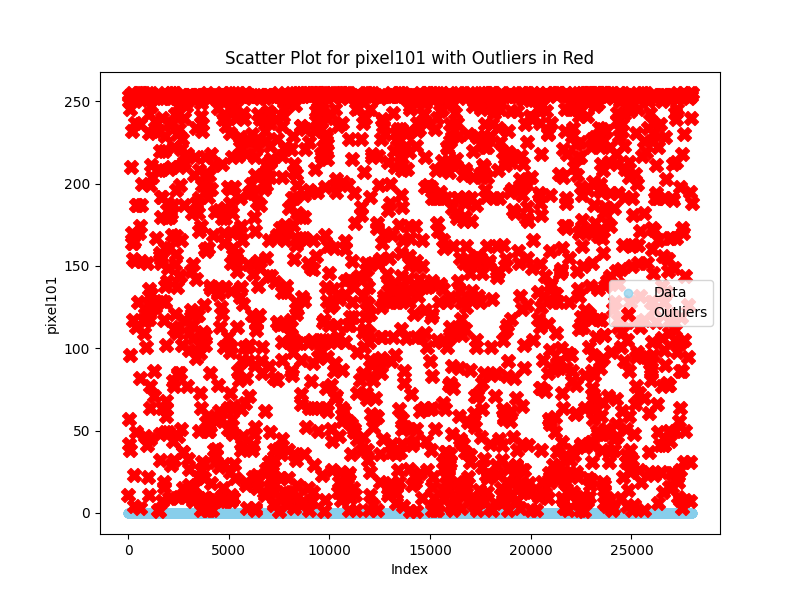 Scatter Plot for pixel101 with Outliers in Red
250
200
150
100
50
0
pixel101
Data
Outliers
0 5000 10000 15000 20000 25000
Index